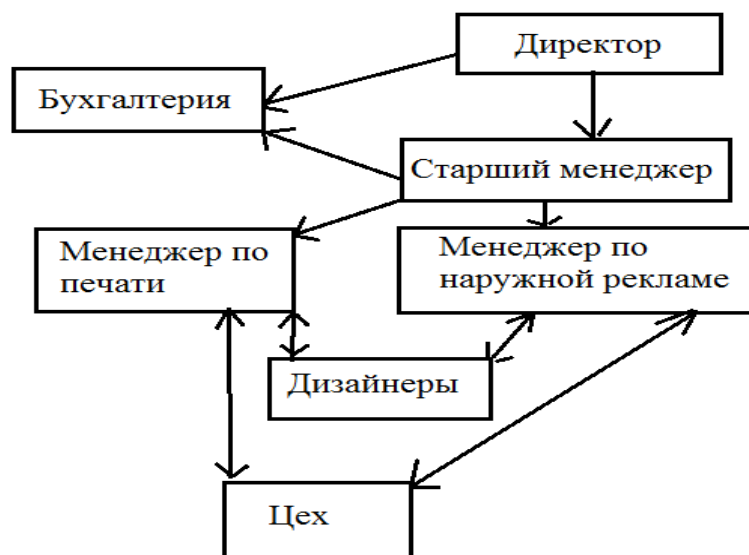 Директор
Бухгалтерия
Старший менеджер
Менеджер по
печати
Менеджер по
наружной рекламе
Дизайнеры
Цех